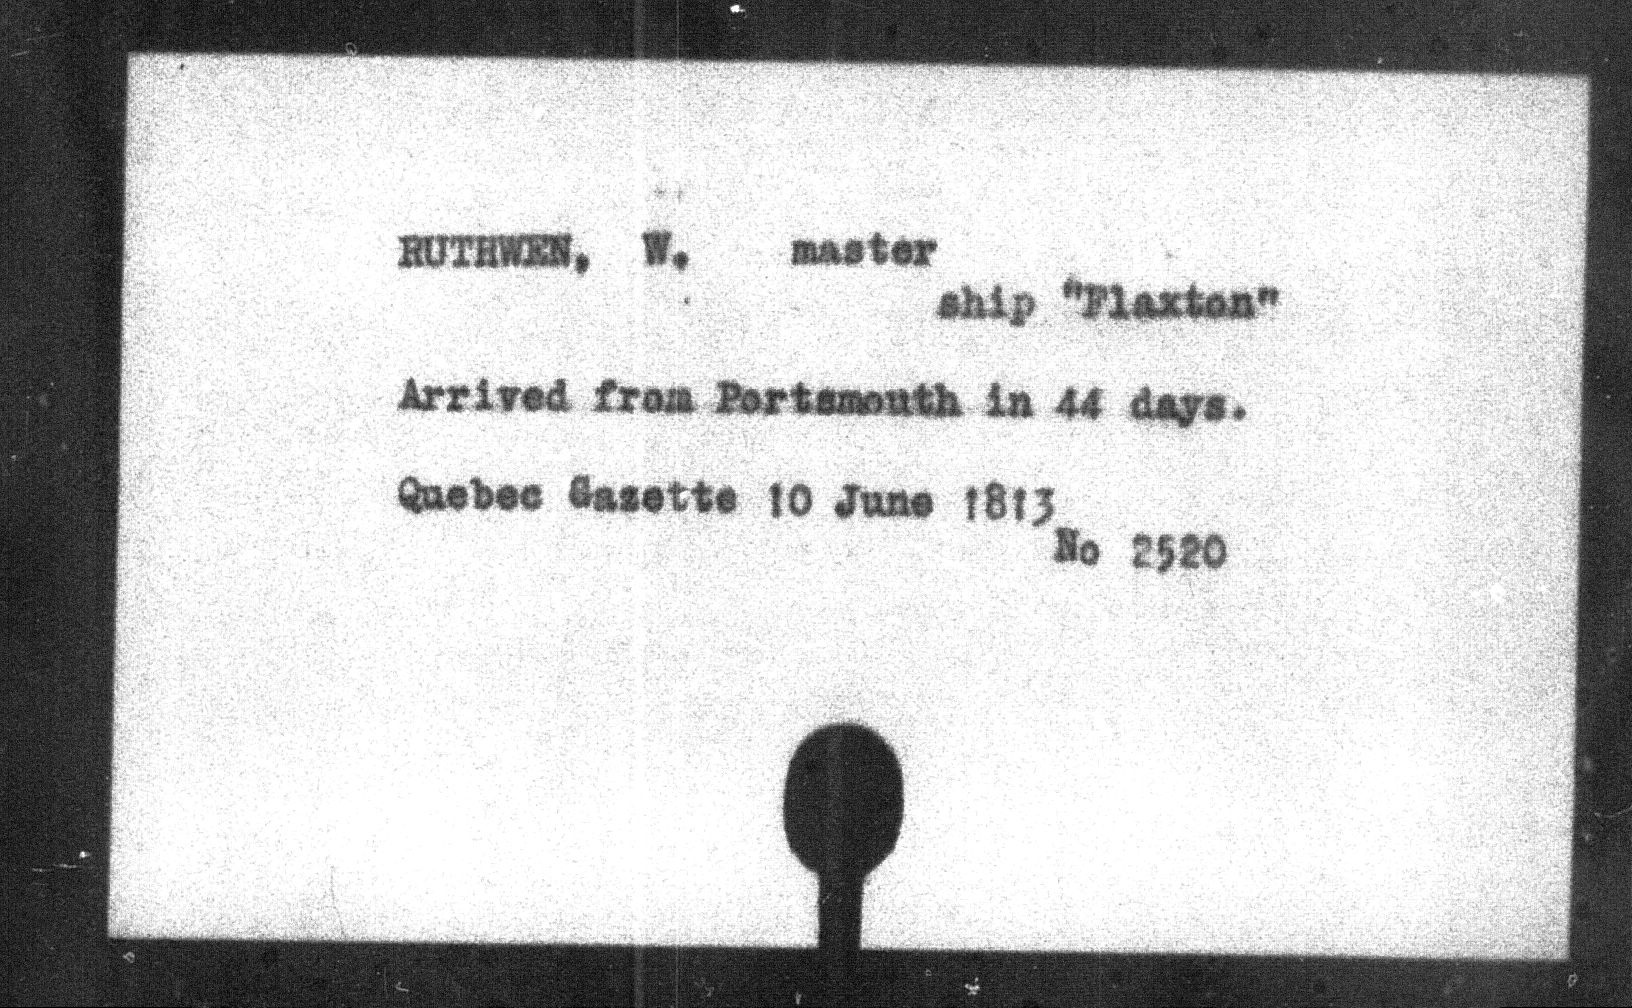 RUTHWEN, W. master
ship "Flaxton"
Arrived from Portsmouth in 44 days.
Quebec Gazette 10 June 1813
No 2520